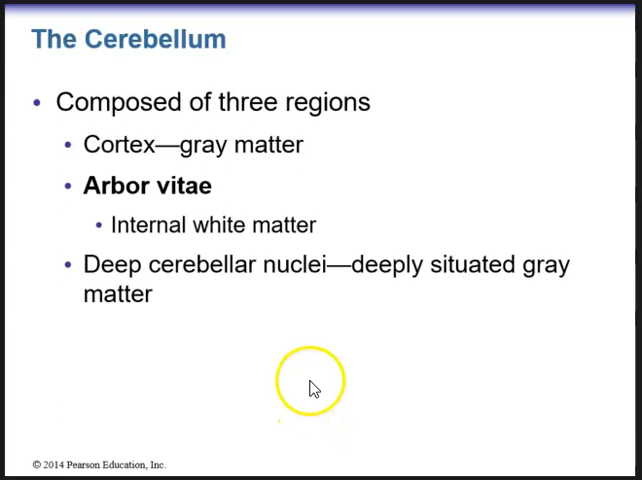 The Cerebellum
• Composed of three regions
• Cortex—gray matter
• Arbor vitae
• Internal white matter
• Deep cerebellar nuclei—deeply situated gray
matter
© 2014 Pearson Education, Inc.